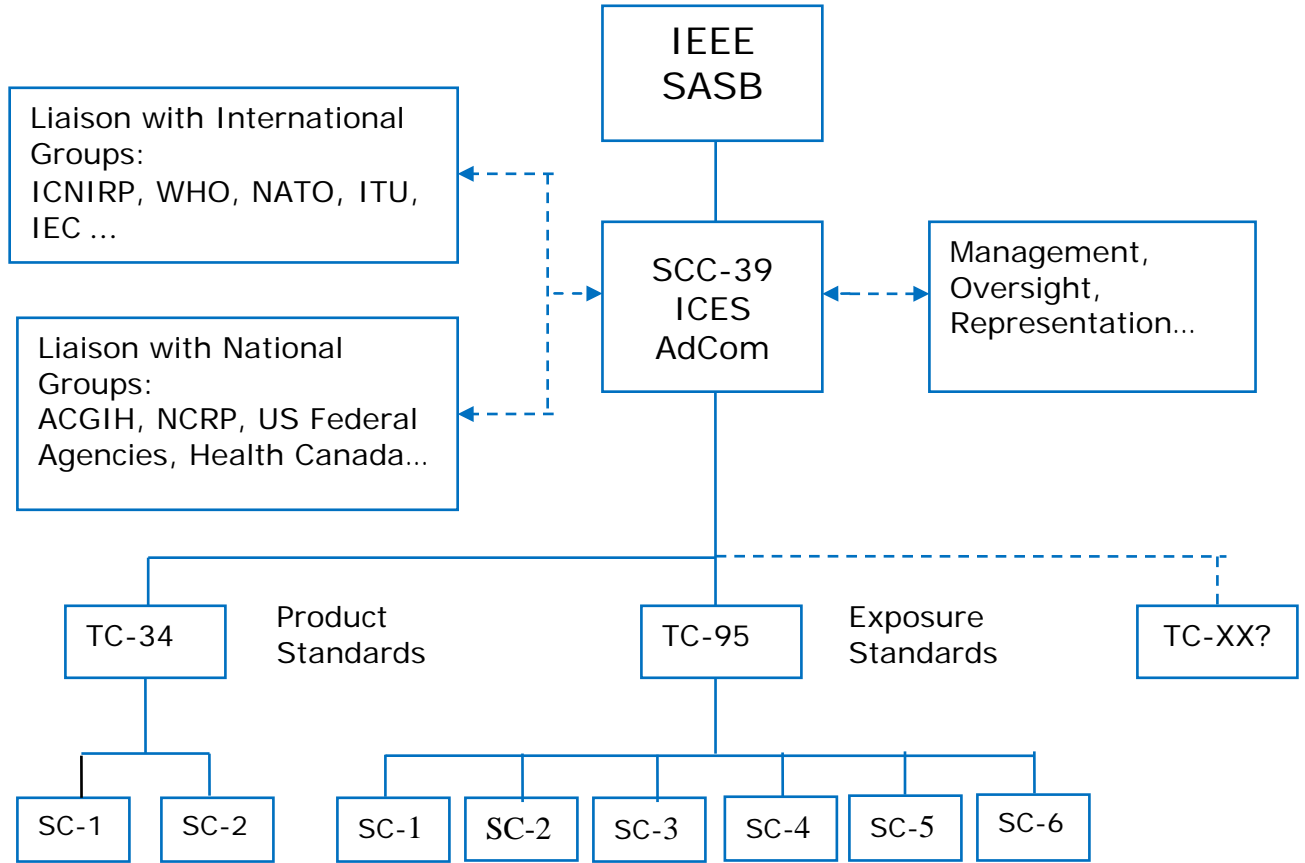 IEEE
SASB
Liaison with International
Groups:
ICNIRP, WHO, NATO, ITU,
IEC ...
SCC-39
ICES
AdCom
Management,
Oversight,
Representation...
Liaison with National
Groups:
ACGIH, NCRP, US Federal
Agencies, Health Canada...
TC-34
Product
Standards
TC-95
Exposure
Standards
TC-XX?
SC-1
SC-2
SC-1
SC-2
SC-3
SC-4
SC-5
SC-6